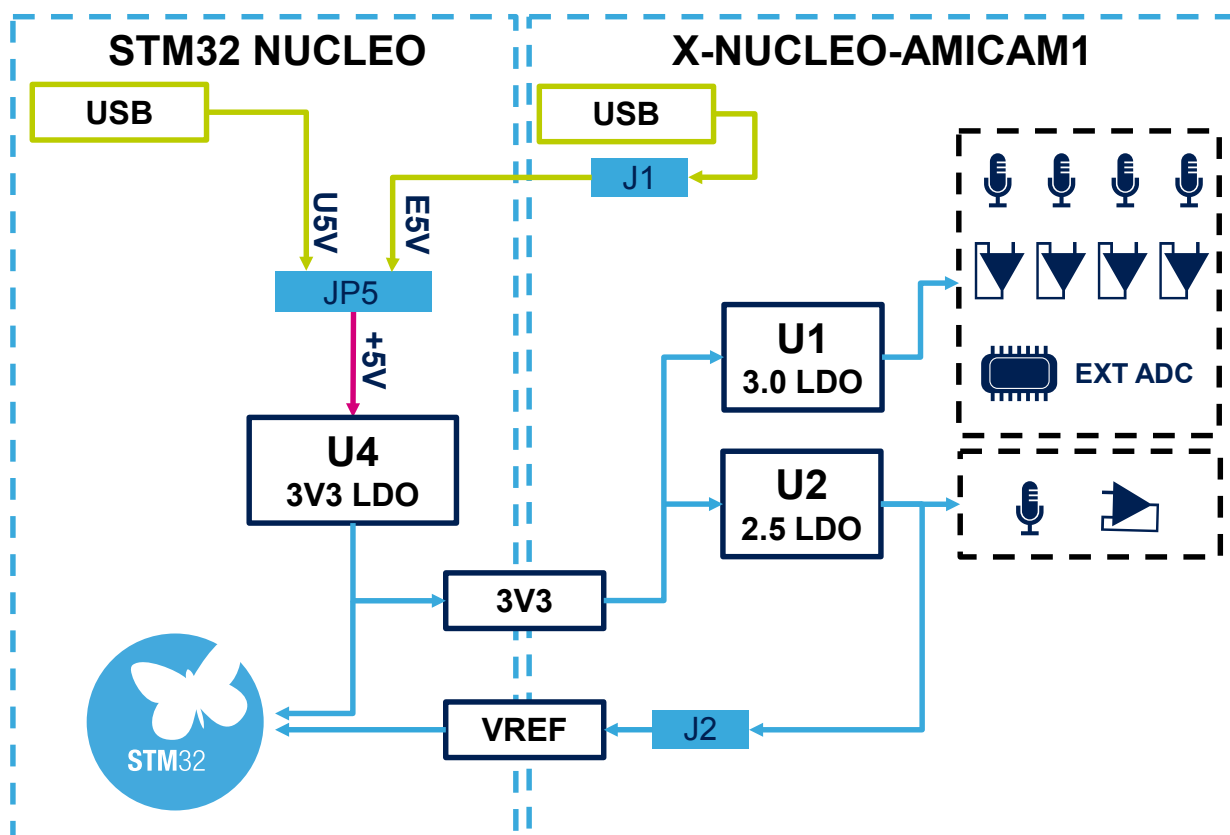 STM32 NUCLEO
X-NUCLEO-AMICAM1
USB
USB
J1
U5V
E5V
JP5
+5V
U4
3V3 LDO
U1
3.0 LDO
EXT ADC
U2
2.5 LDO
3V3
VREF
J2
STM32